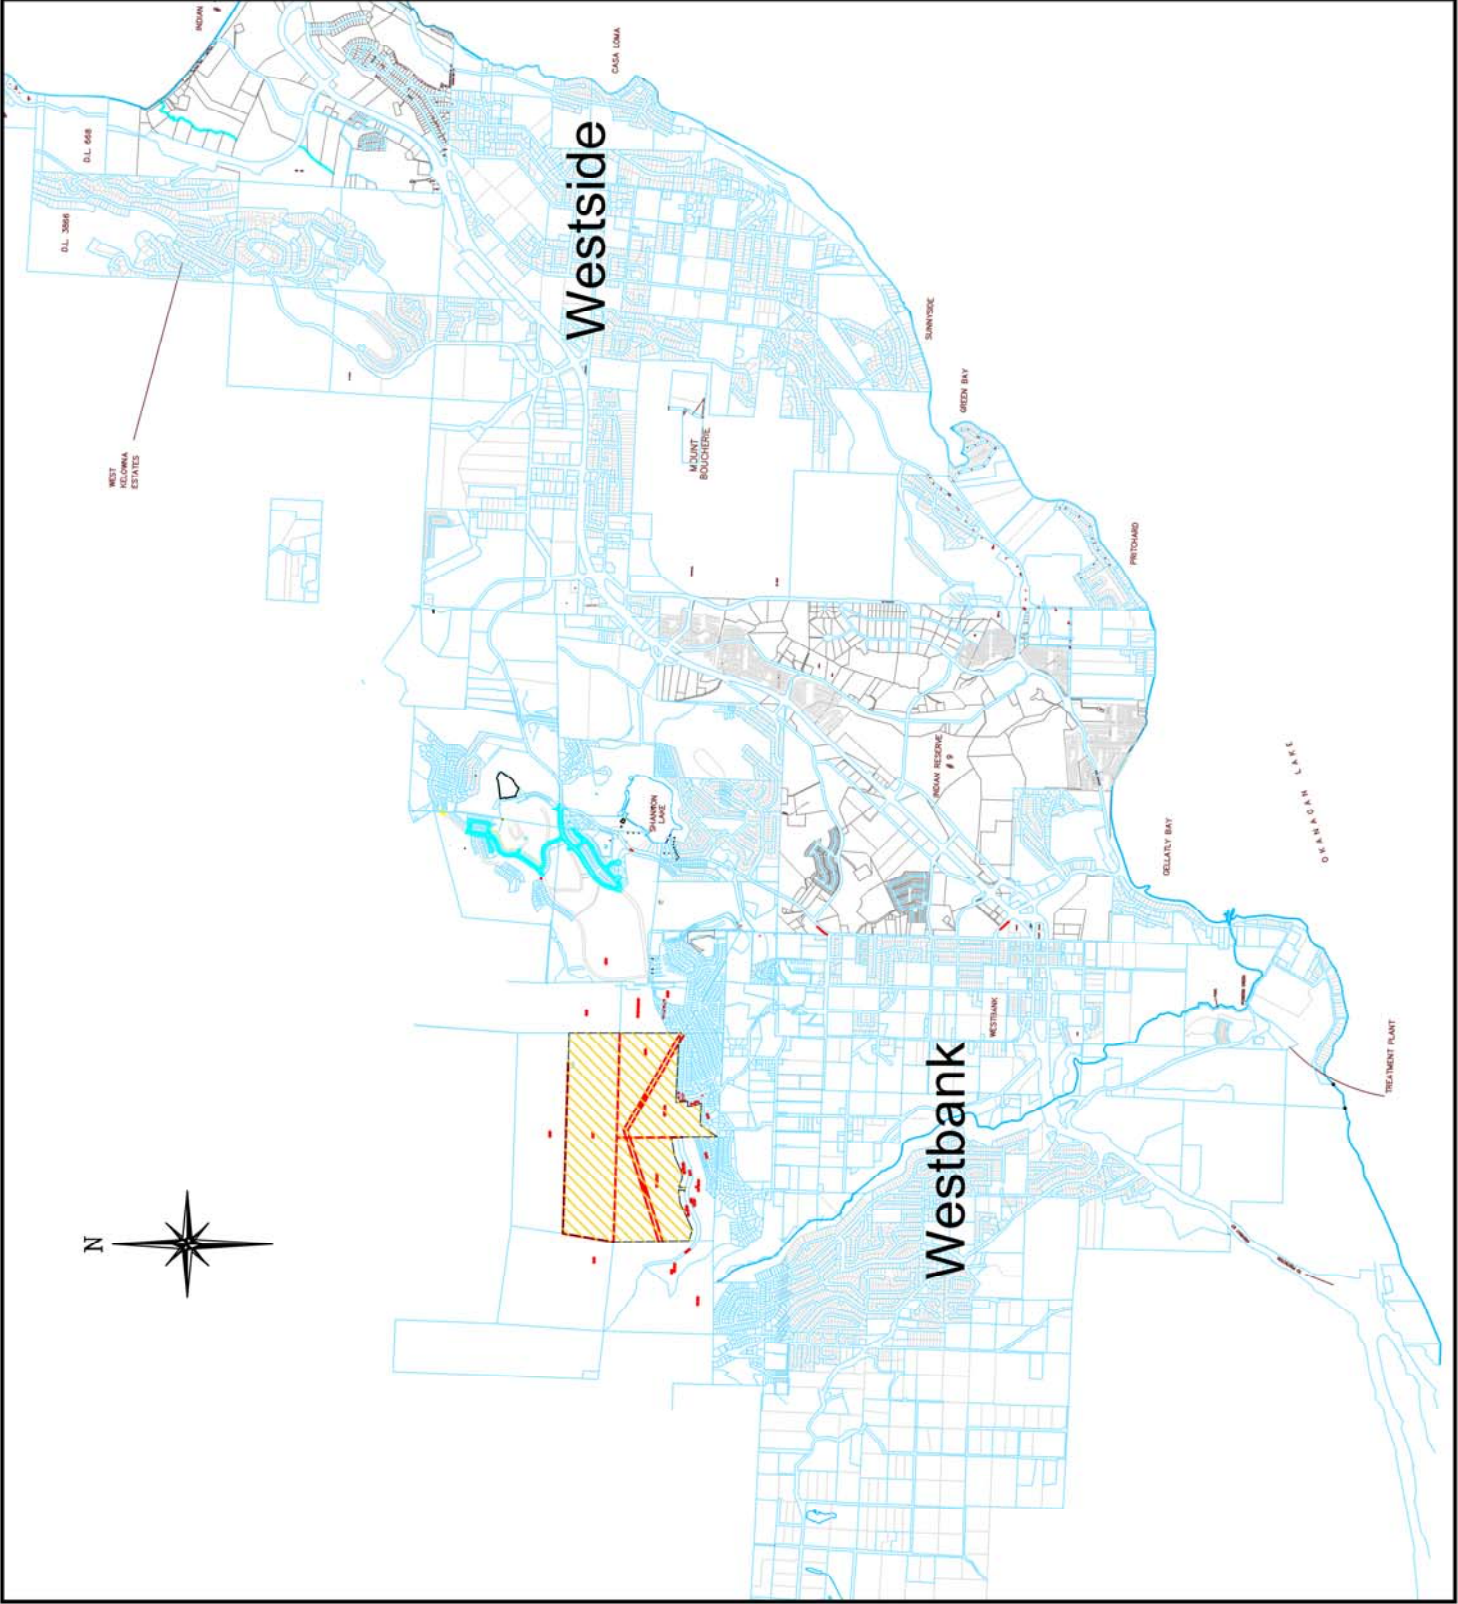 INDIAN
#
CASA LOMA
D.L. 668
D.L. 3866
Westside
SUNNYSIDE
GREEN BAY
WEST
KELOWNA
ESTATES
MOUNT
BOUCHERIE
PRITCHARD
INDIAN RESERVE
# 9
SHANNON
LAKE
OKANAGAN LAKE
GELLATLY BAY
WESTBANK
Westbank
TREATMENT PLANT
N